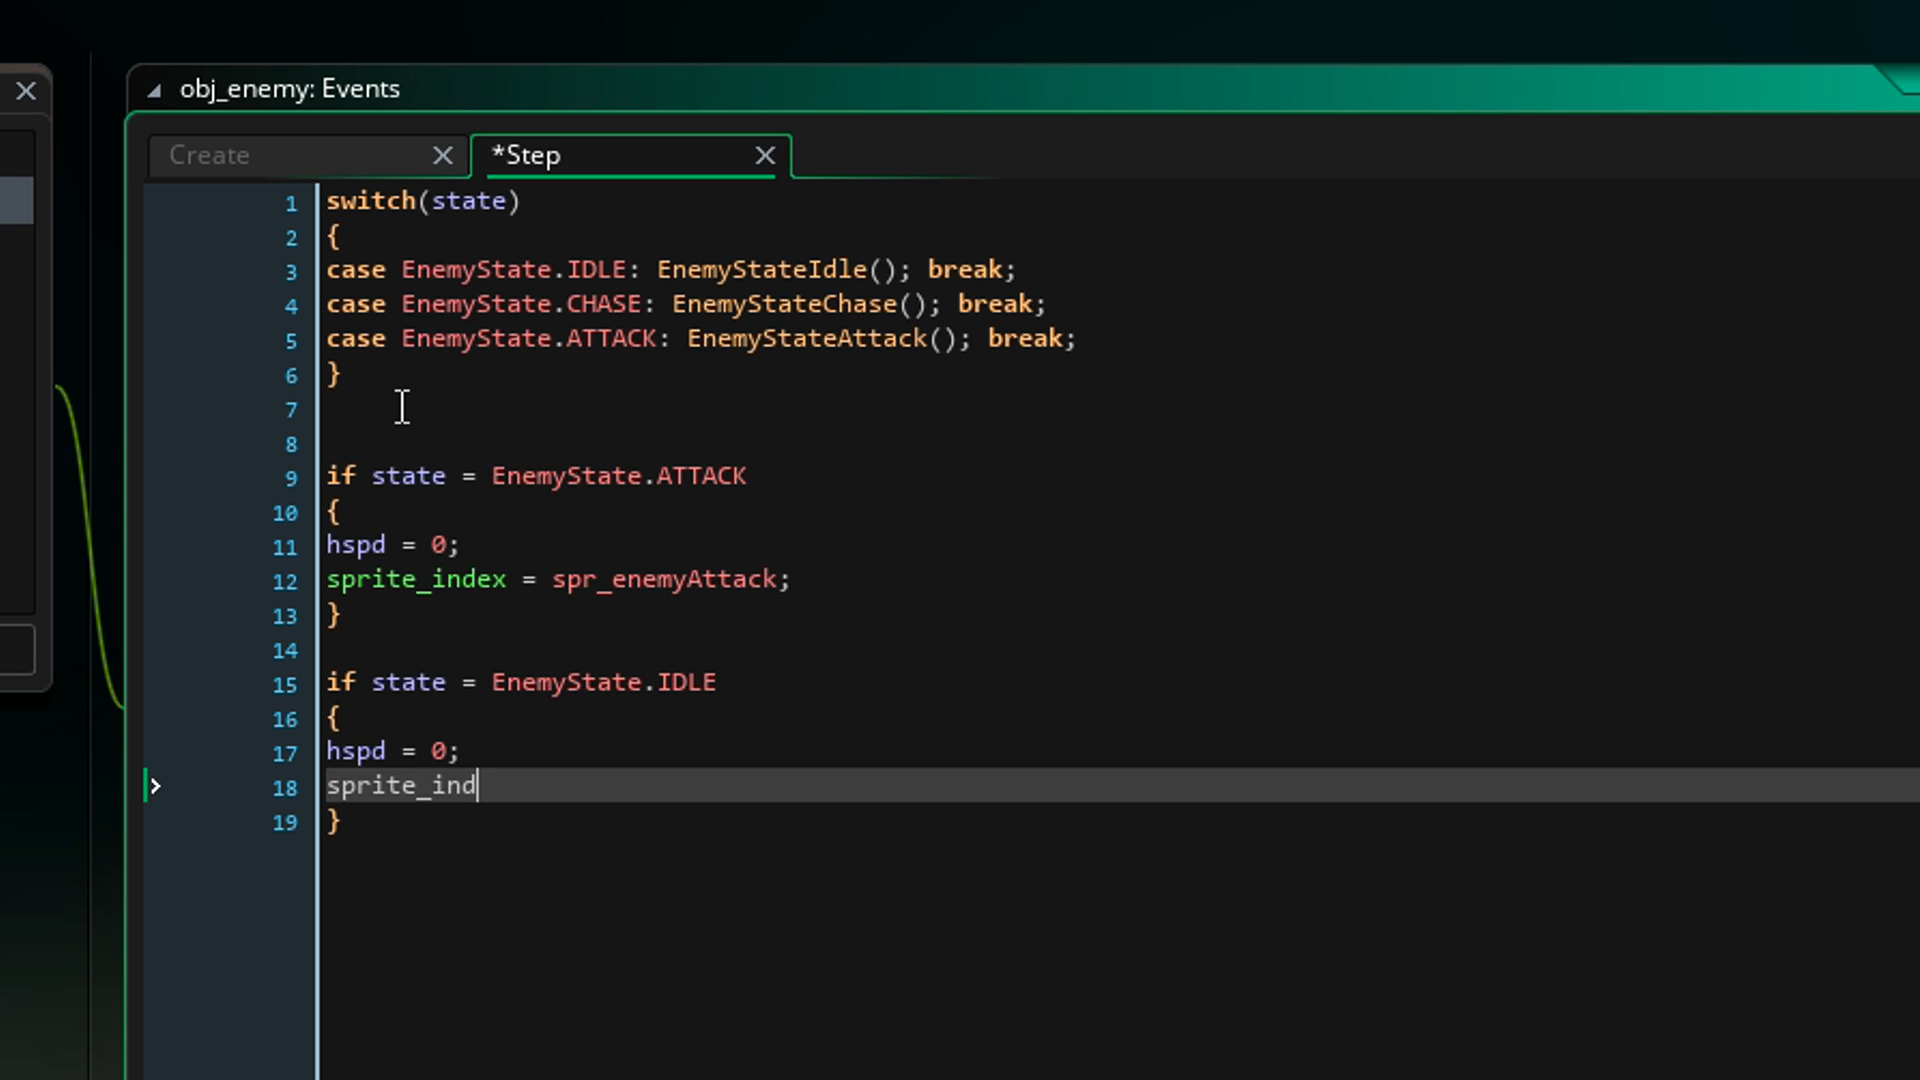 obj_enemy: Events
Create
*Step
1 switch(state)
2 {
3 case EnemyState.IDLE: EnemyStateIdle(); break;
4 case EnemyState.CHASE: EnemyStateChase(); break;
5 case EnemyState.ATTACK: EnemyStateAttack(); break;
6 }
7
8
9 if state = EnemyState.ATTACK
10 {
11 hspd = 0;
12 sprite_index = spr_enemyAttack;
13 }
14
15 if state = EnemyState.IDLE
16 {
17 hspd = 0;
18 sprite_ind
19 }